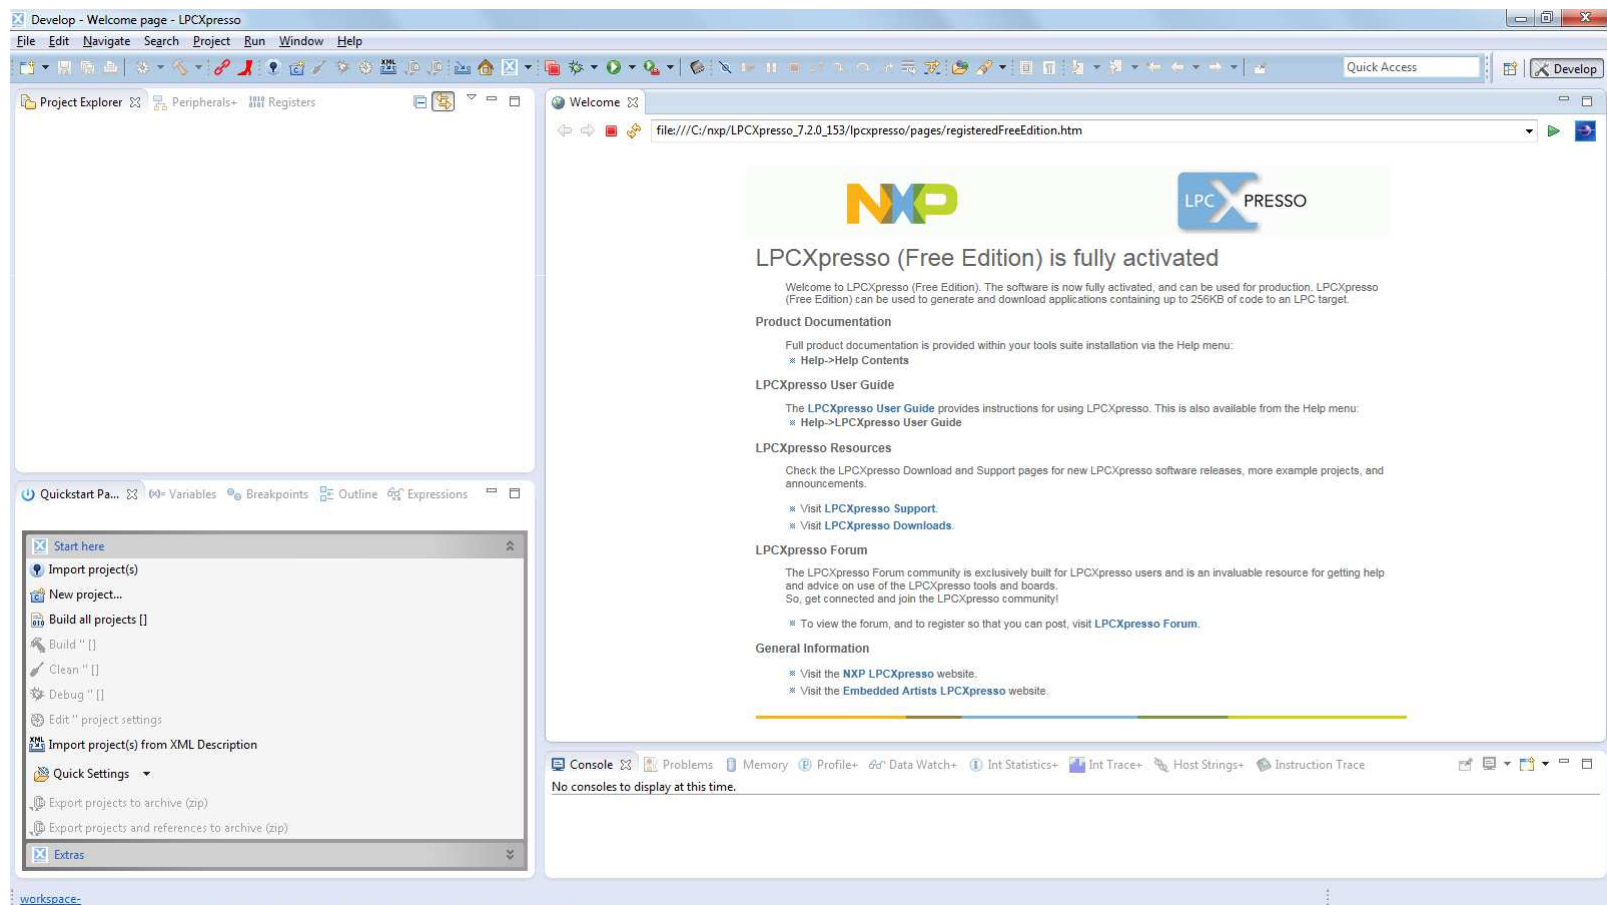 Develop - Welcome page - LPCXpresso
File Edit Navigate Search Project Run Window Help
Quick Access
Develop
Project Explorer Peripherals+ Registers
Welcome
file:///C:/nxp/LPCXpresso_7.2.0_153/lpcxpresso/pages/registeredFreeEdition.htm
NXP
LPC XPRESSO
LPCXpresso (Free Edition) is fully activated
Welcome to LPCXpresso (Free Edition). The software is now fully activated, and can be used for production. LPCXpresso
(Free Edition) can be used to generate and download applications containing up to 256KB of code to an LPC target.
Product Documentation
Full product documentation is provided within your tools suite installation via the Help menu:
Help->Help Contents
LPCXpresso User Guide
The LPCXpresso User Guide provides instructions for using LPCXpresso. This is also available from the Help menu:
Help->LPCXpresso User Guide
LPCXpresso Resources
Check the LPCXpresso Download and Support pages for new LPCXpresso software releases, more example projects, and
announcements.
Visit LPCXpresso Support.
Visit LPCXpresso Downloads.
LPCXpresso Forum
The LPCXpresso Forum community is exclusively built for LPCXpresso users and is an invaluable resource for getting help
and advice on use of the LPCXpresso tools and boards.
So, get connected and join the LPCXpresso community!
To view the forum, and to register so that you can post, visit LPCXpresso Forum.
General Information
Visit the NXP LPCXpresso website.
Visit the Embedded Artists LPCXpresso website.
Quickstart Pa... (x)= Variables Breakpoints Outline Expressions
Start here
Import project(s)
New project...
Build all projects []
Build '' []
Clean '' []
Debug '' []
Edit '' project settings
Import project(s) from XML Description
Quick Settings
Export projects to archive (zip)
Export projects and references to archive (zip)
Extras
Console Problems Memory Profile+ Data Watch+ Int Statistics+ Int Trace+ Host Strings+ Instruction Trace
No consoles to display at this time.
workspace-